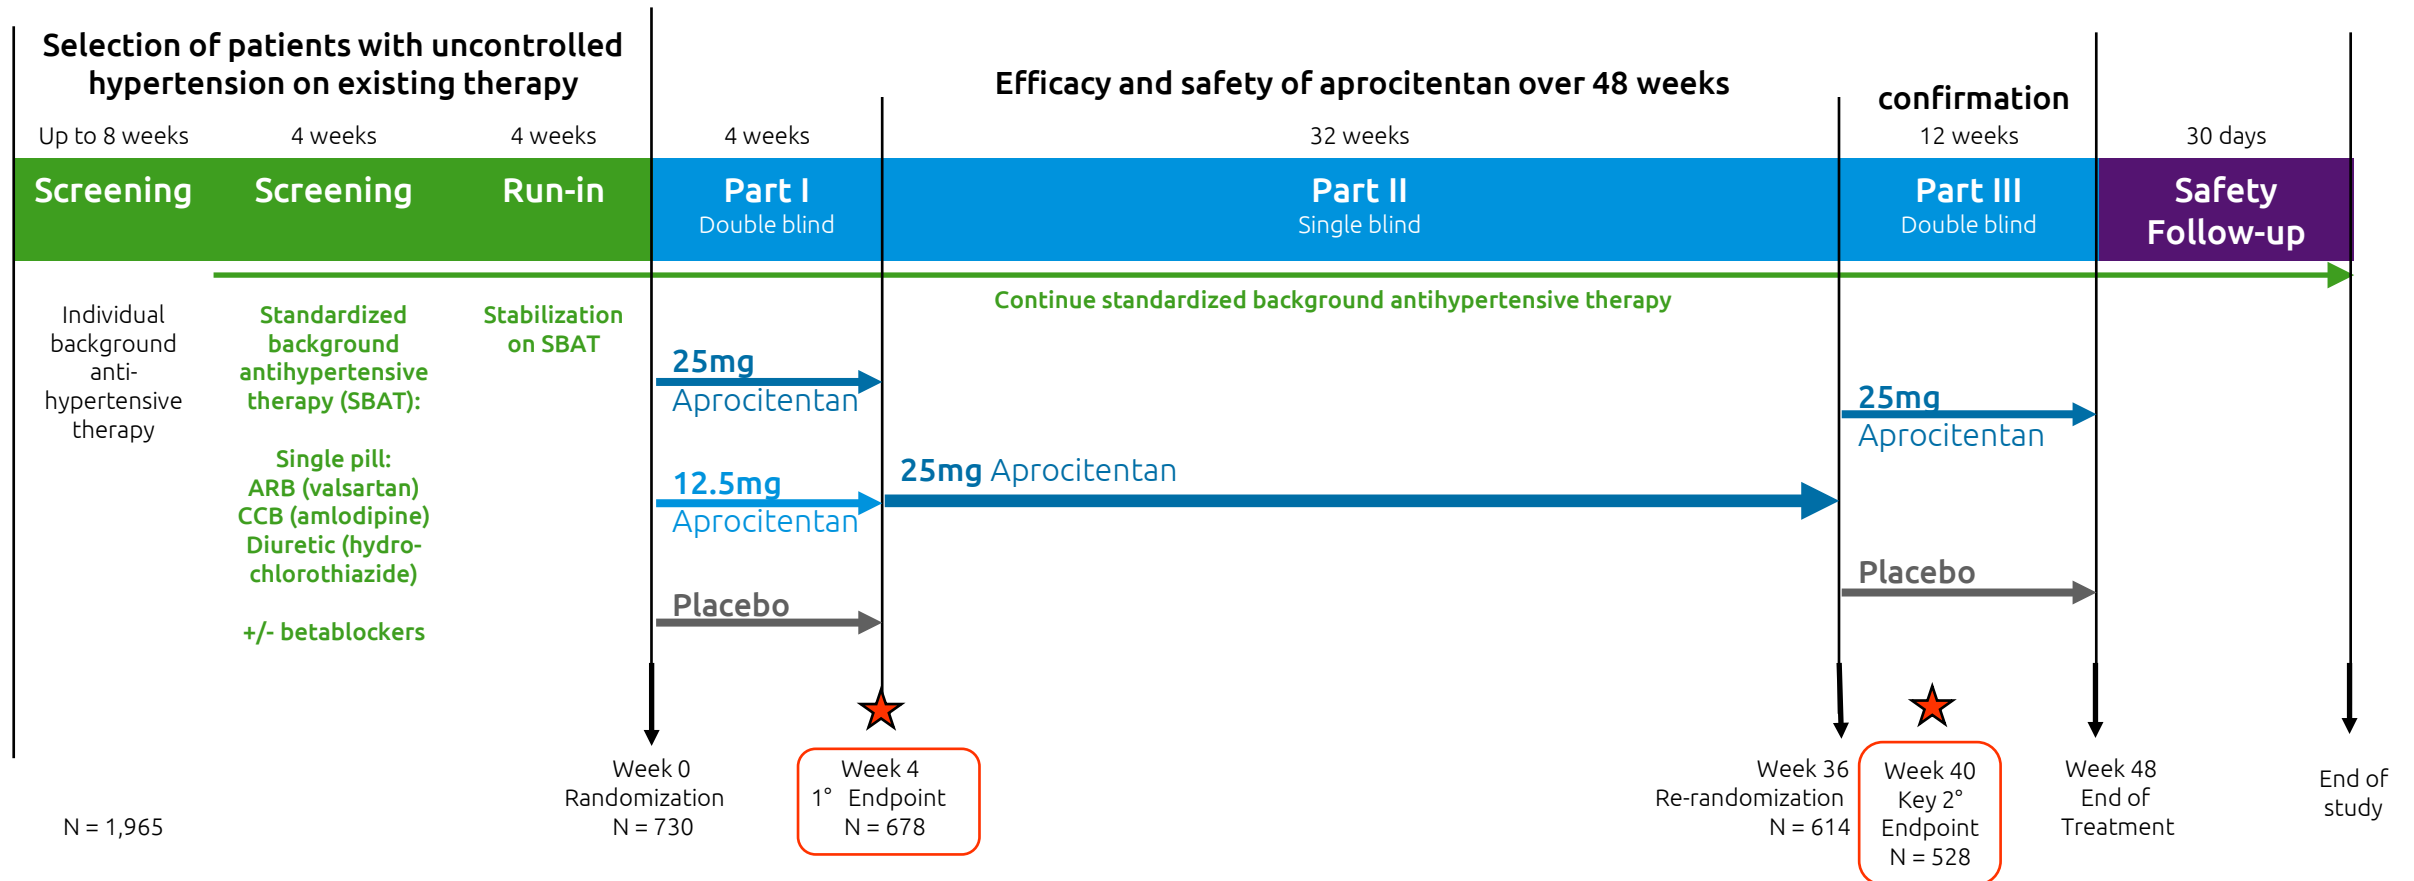 Selection of patients with uncontrolled
hypertension on existing therapy
Efficacy and safety of aprocitentan over 48 weeks
confirmation
Up to 8 weeks
4 weeks
4 weeks
4 weeks
32 weeks
12 weeks
30 days
Screening
Screening
Run-in
Part I
Double blind
Part II
Single blind
Part III
Double blind
Safety
Follow-up
Continue standardized background antihypertensive therapy
Individual
background
anti-
hypertensive
therapy
Standardized
background
antihypertensive
therapy (SBAT):
Single pill:
ARB (valsartan)
CCB (amlodipine)
Diuretic (hydro-
chlorothiazide)
+/- betablockers
Stabilization
on SBAT
25mg
Aprocitentan
12.5mg
Aprocitentan
Placebo
25mg Aprocitentan
25mg
Aprocitentan
Placebo
N = 1,965
Week 0
Randomization
N = 730
Week 4
1° Endpoint
N = 678
Week 36
Re-randomization
N = 614
Week 40
Key 2°
Endpoint
N = 528
Week 48
End of
Treatment
End of
study